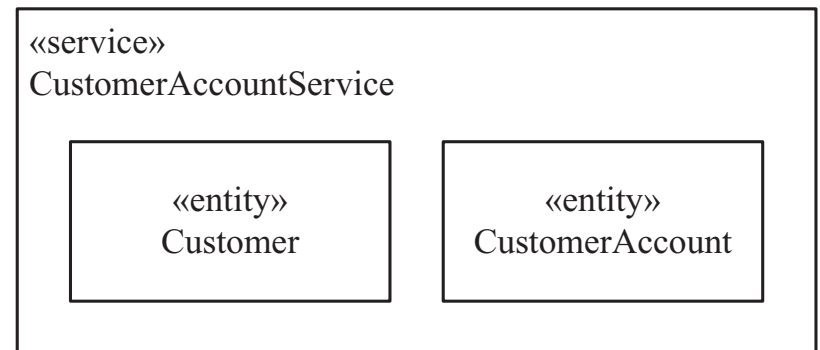 «service»
CustomerAccountService
«entity»
Customer
«entity»
CustomerAccount